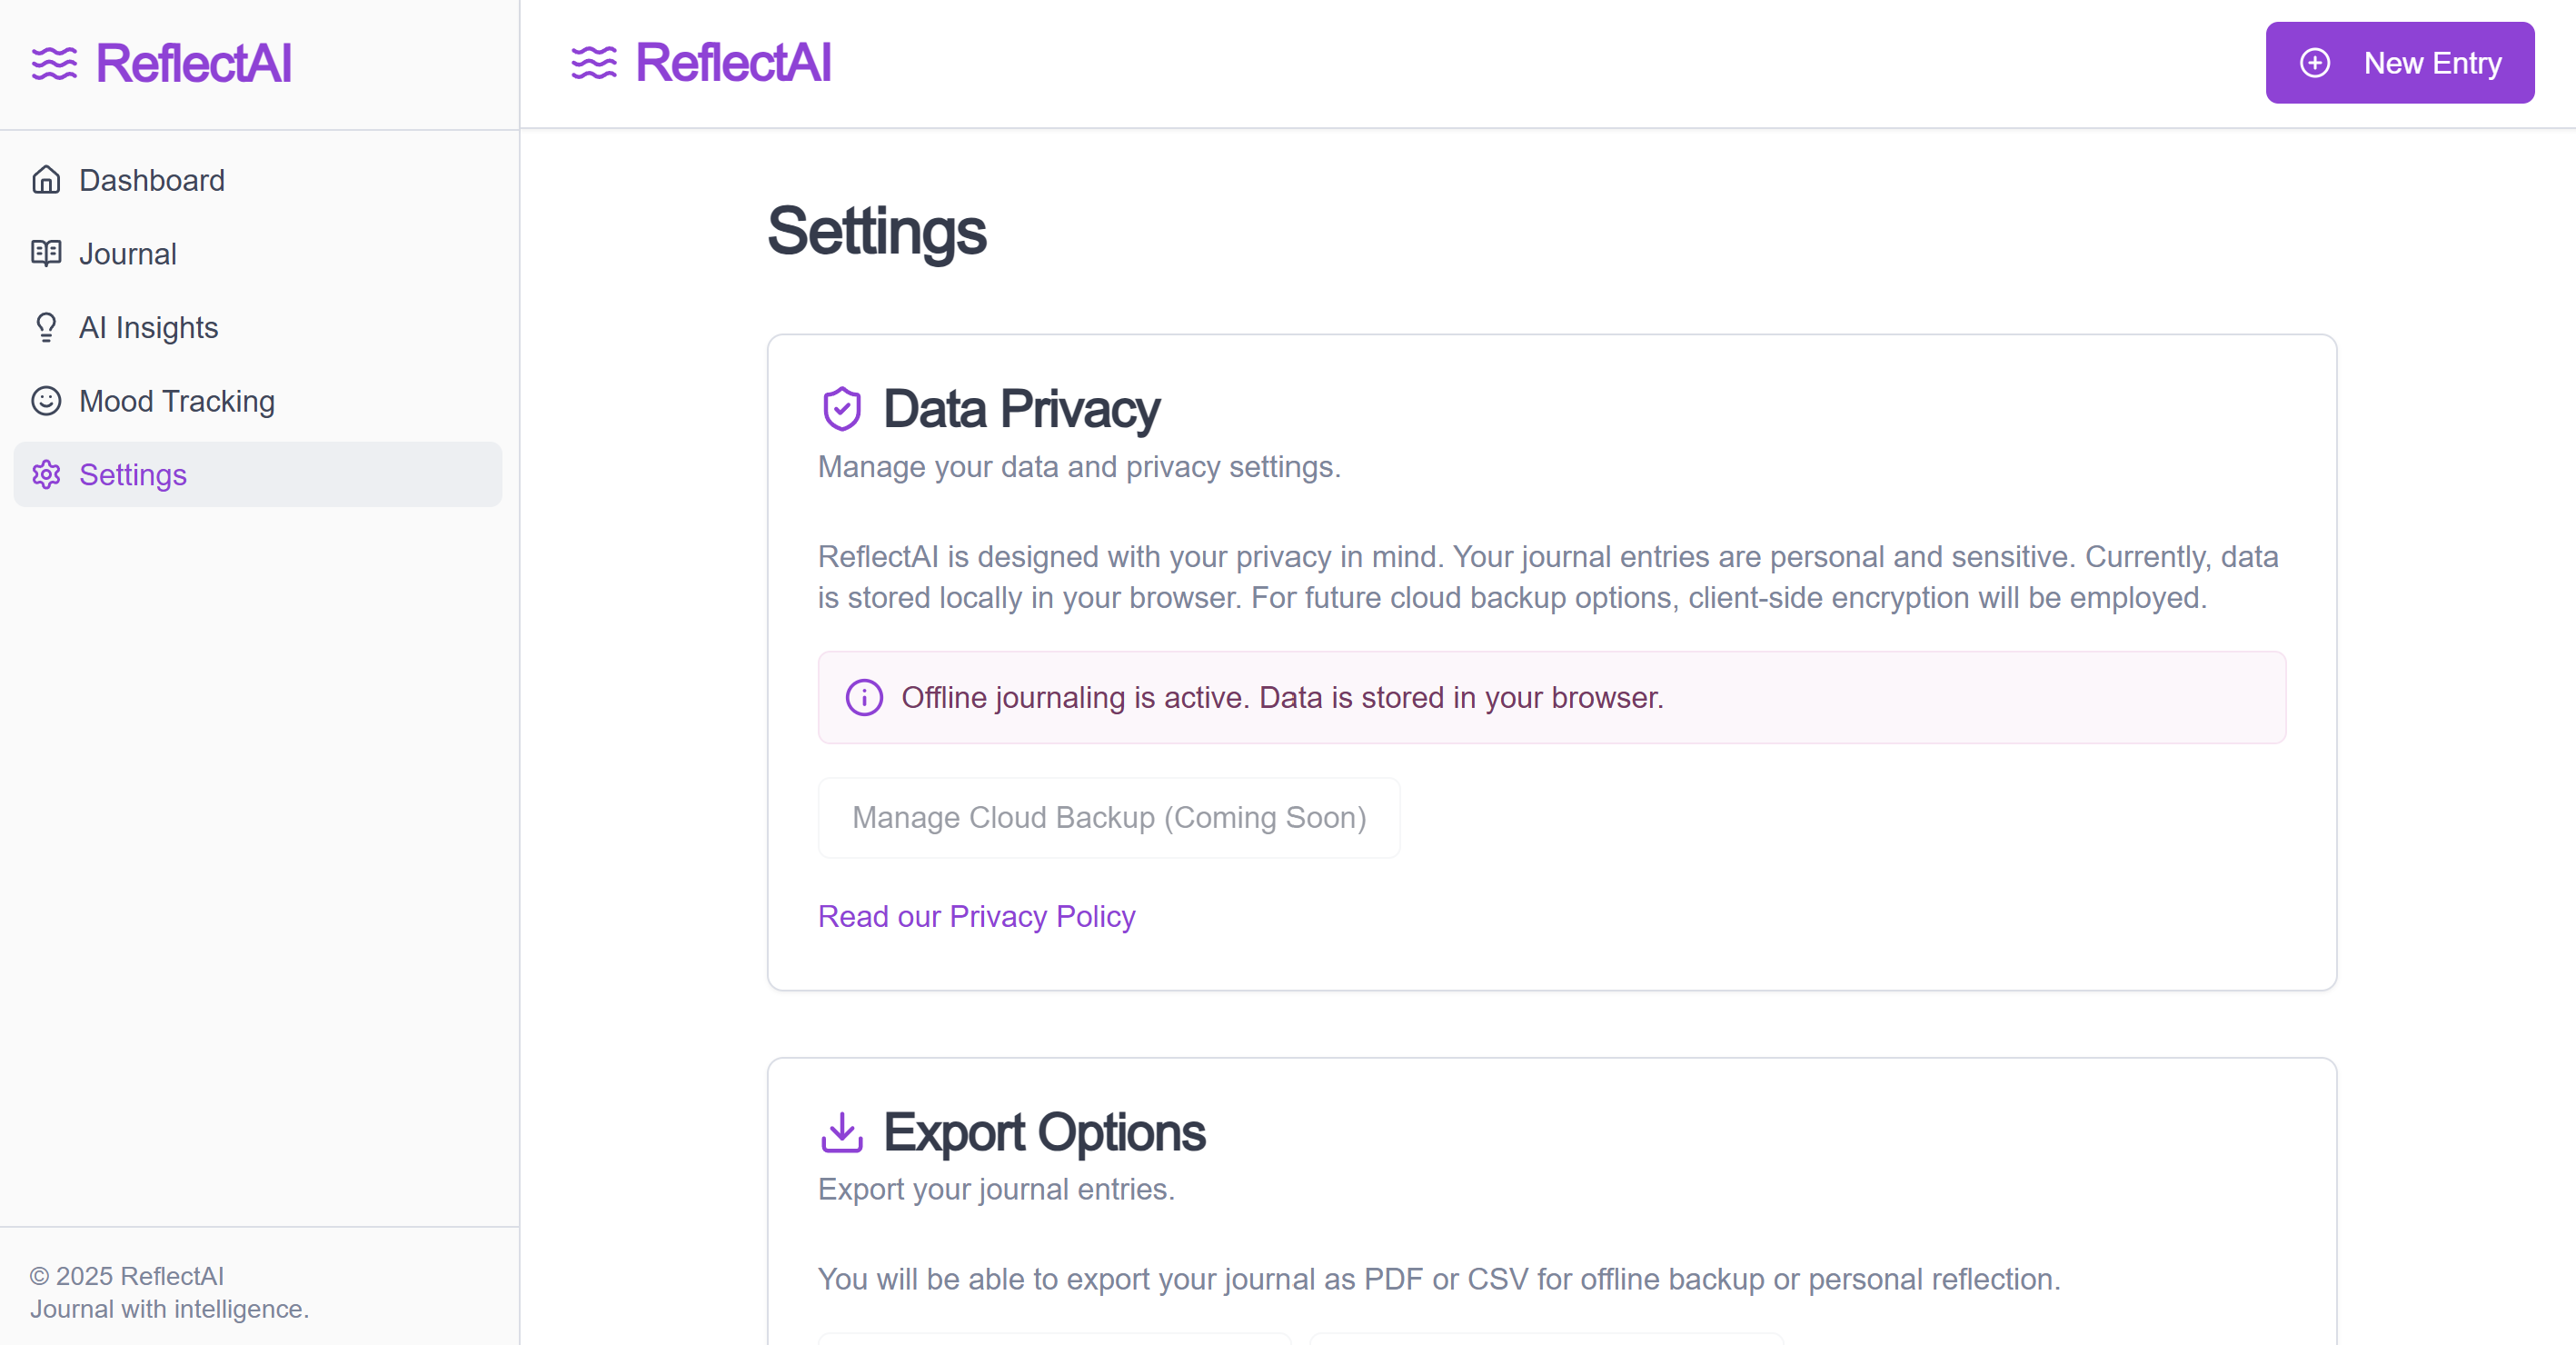 ReflectAI
Dashboard
Journal
AI Insights
Mood Tracking
Settings
© 2025 ReflectAI
Journal with intelligence.
ReflectAI
New Entry
Settings
Data Privacy
Manage your data and privacy settings.
ReflectAI is designed with your privacy in mind. Your journal entries are personal and sensitive. Currently, data
is stored locally in your browser. For future cloud backup options, client-side encryption will be employed.
Offline journaling is active. Data is stored in your browser.
Manage Cloud Backup (Coming Soon)
Read our Privacy Policy
Export Options
Export your journal entries.
You will be able to export your journal as PDF or CSV for offline backup or personal reflection.